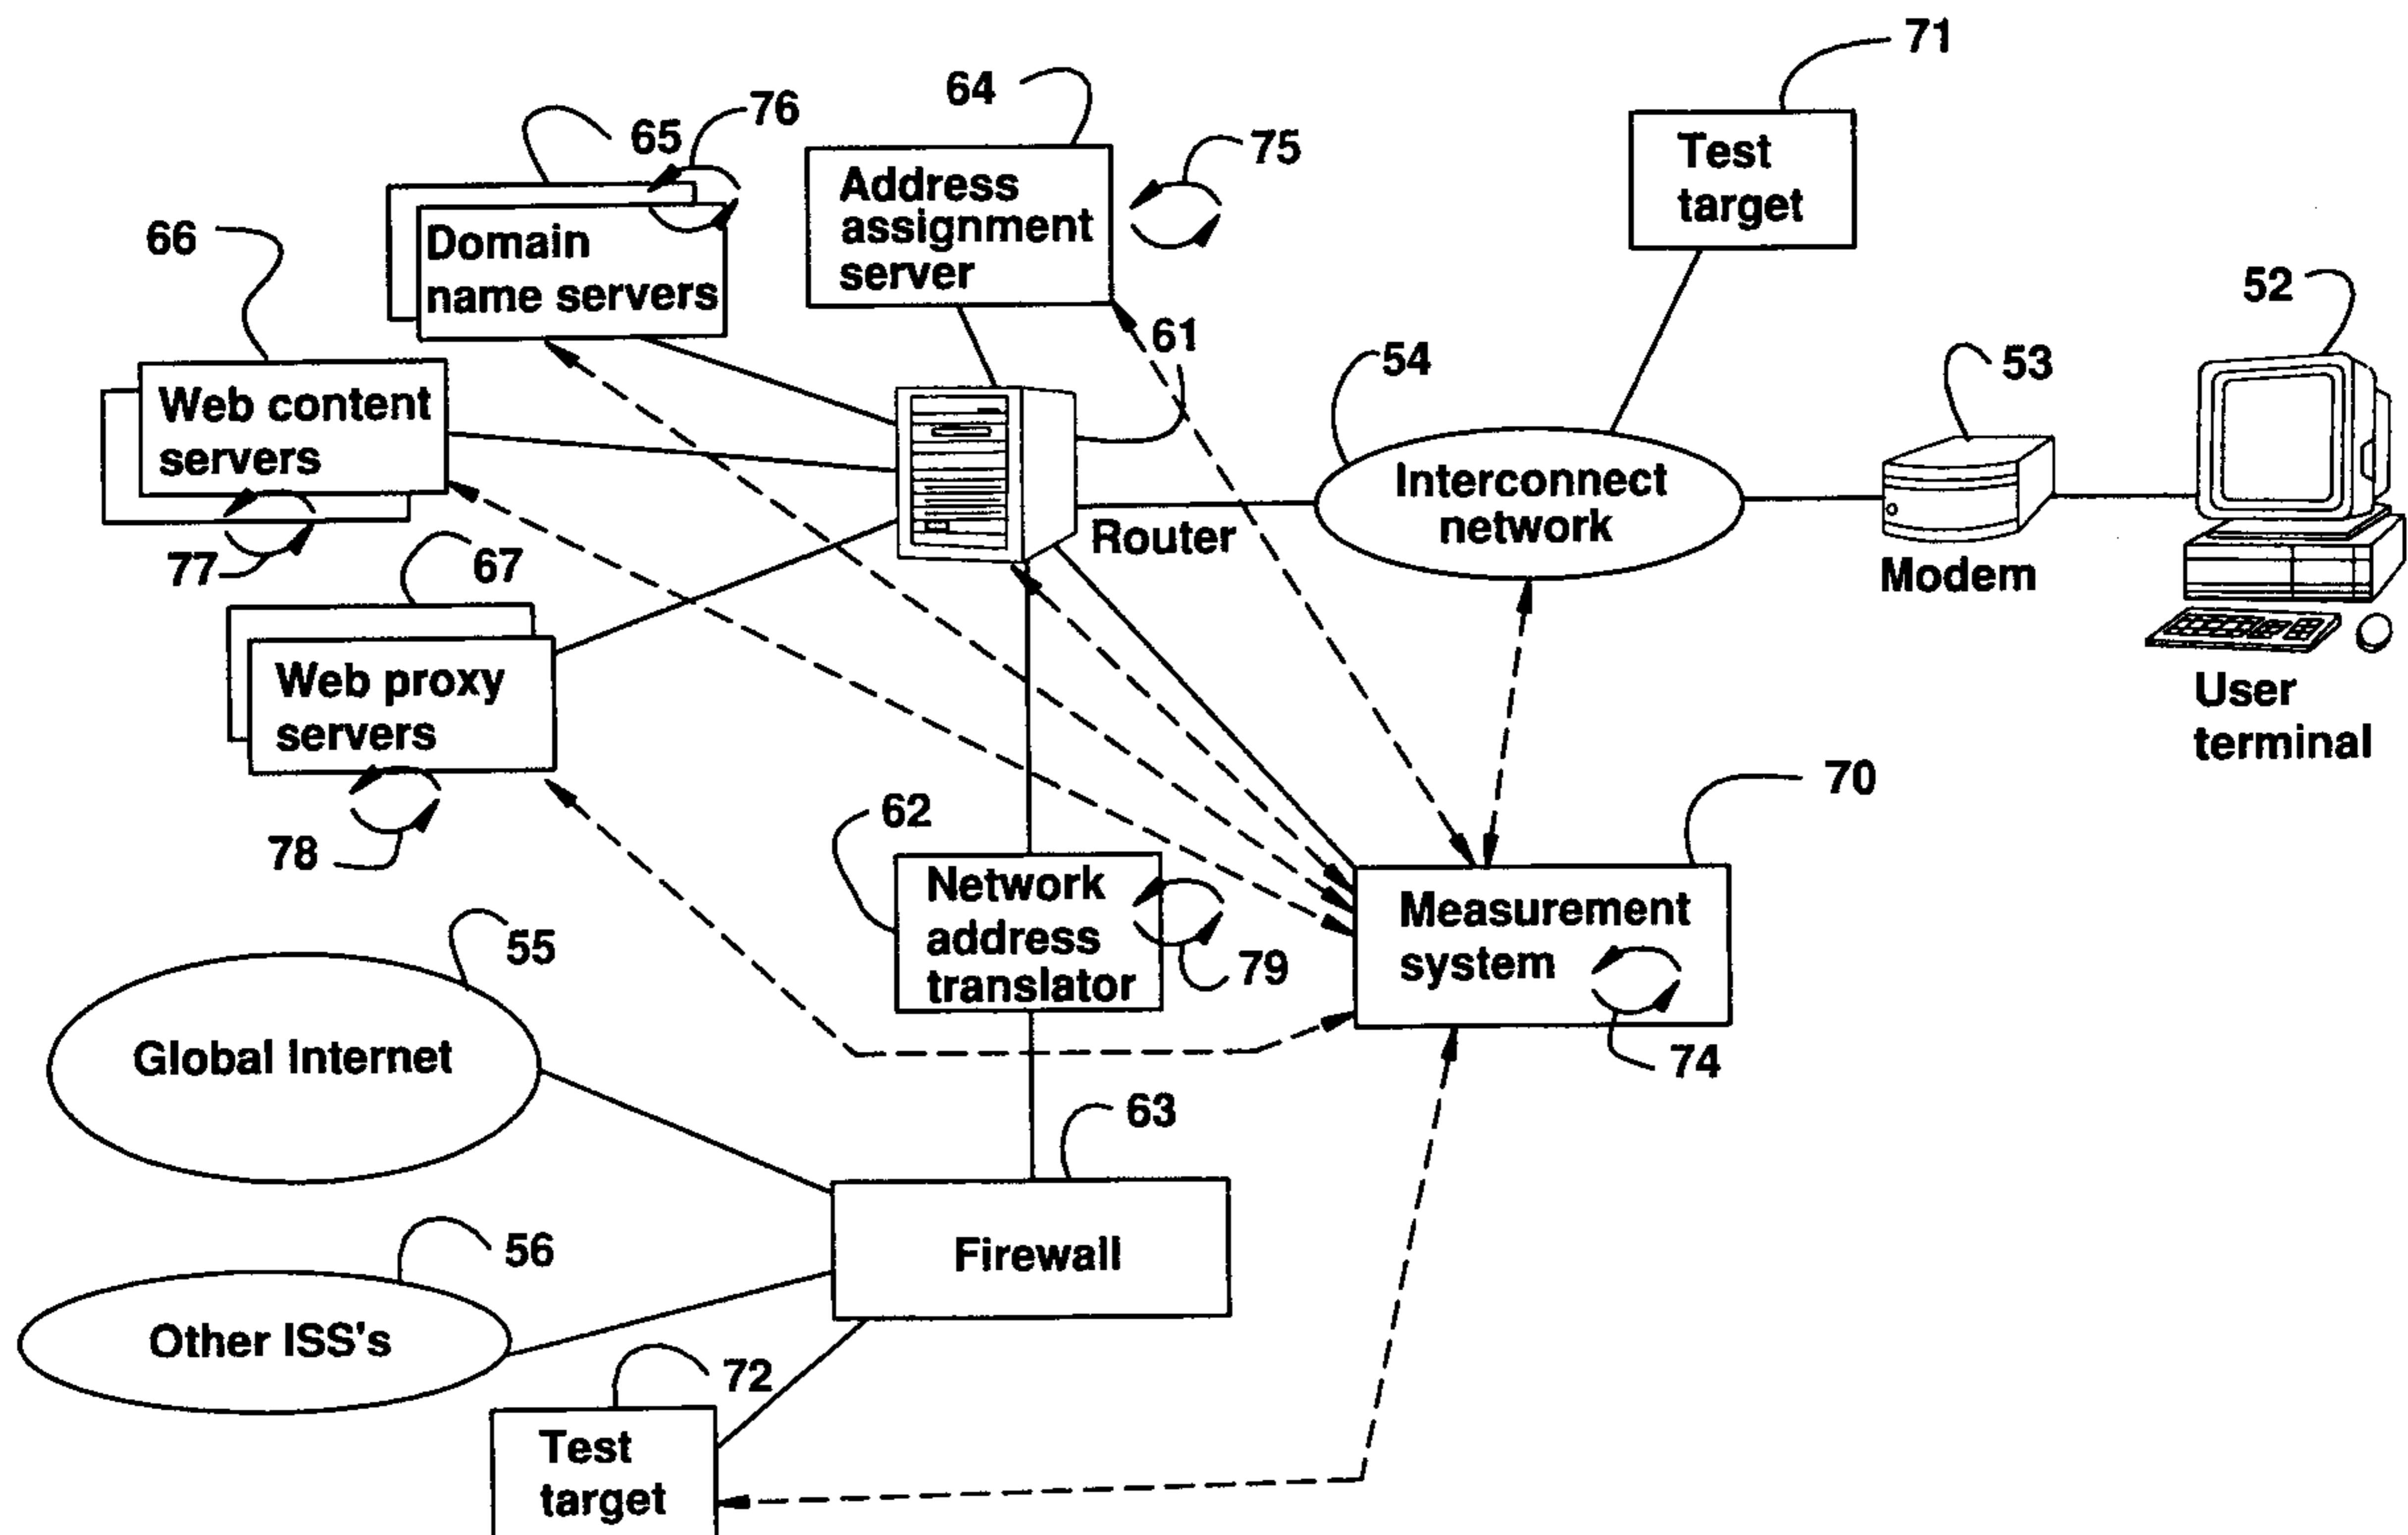 71
64
76
65
75
Test
target
Address
assignment
server
66
Domain
name servers
52
61
54
53
Web content
servers
Interconnect
network
Router
77
67
Modem
Web proxy
servers
User
terminal
70
62
78
Network
address
translator
Measurement
system
55
79
Global Internet
74
63
56
Firewall
Other ISS's
72
Test
target